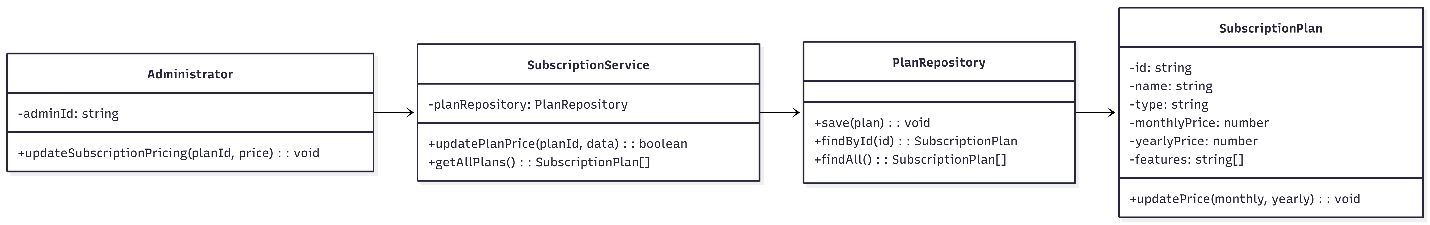 Administrator
-adminId: string
+updateSubscriptionPricing(planId, price) : : void
SubscriptionService
-planRepository: PlanRepository
+updatePlanPrice(planId, data) : : boolean
+getAllPlans() : : SubscriptionPlan[]
PlanRepository
+save(plan) : : void
+findById(id) : : SubscriptionPlan
+findAll() : : SubscriptionPlan[]
SubscriptionPlan
-id: string
-name: string
-type: string
-monthlyPrice: number
-yearlyPrice: number
-features: string[]
+updatePrice(monthly, yearly) : : void